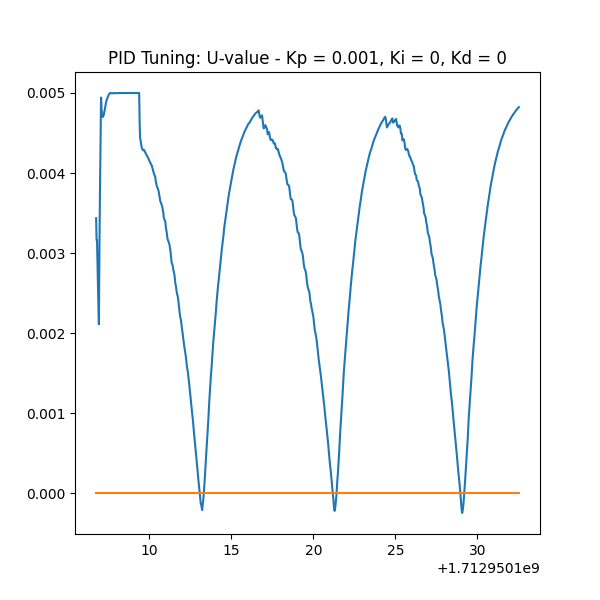 PID Tuning: U-value - Kp = 0.001, Ki = 0, Kd = 0
0.005
0.004
0.003
0.002
0.001
0.000
10 15 20 25 30
+1.7129501e9